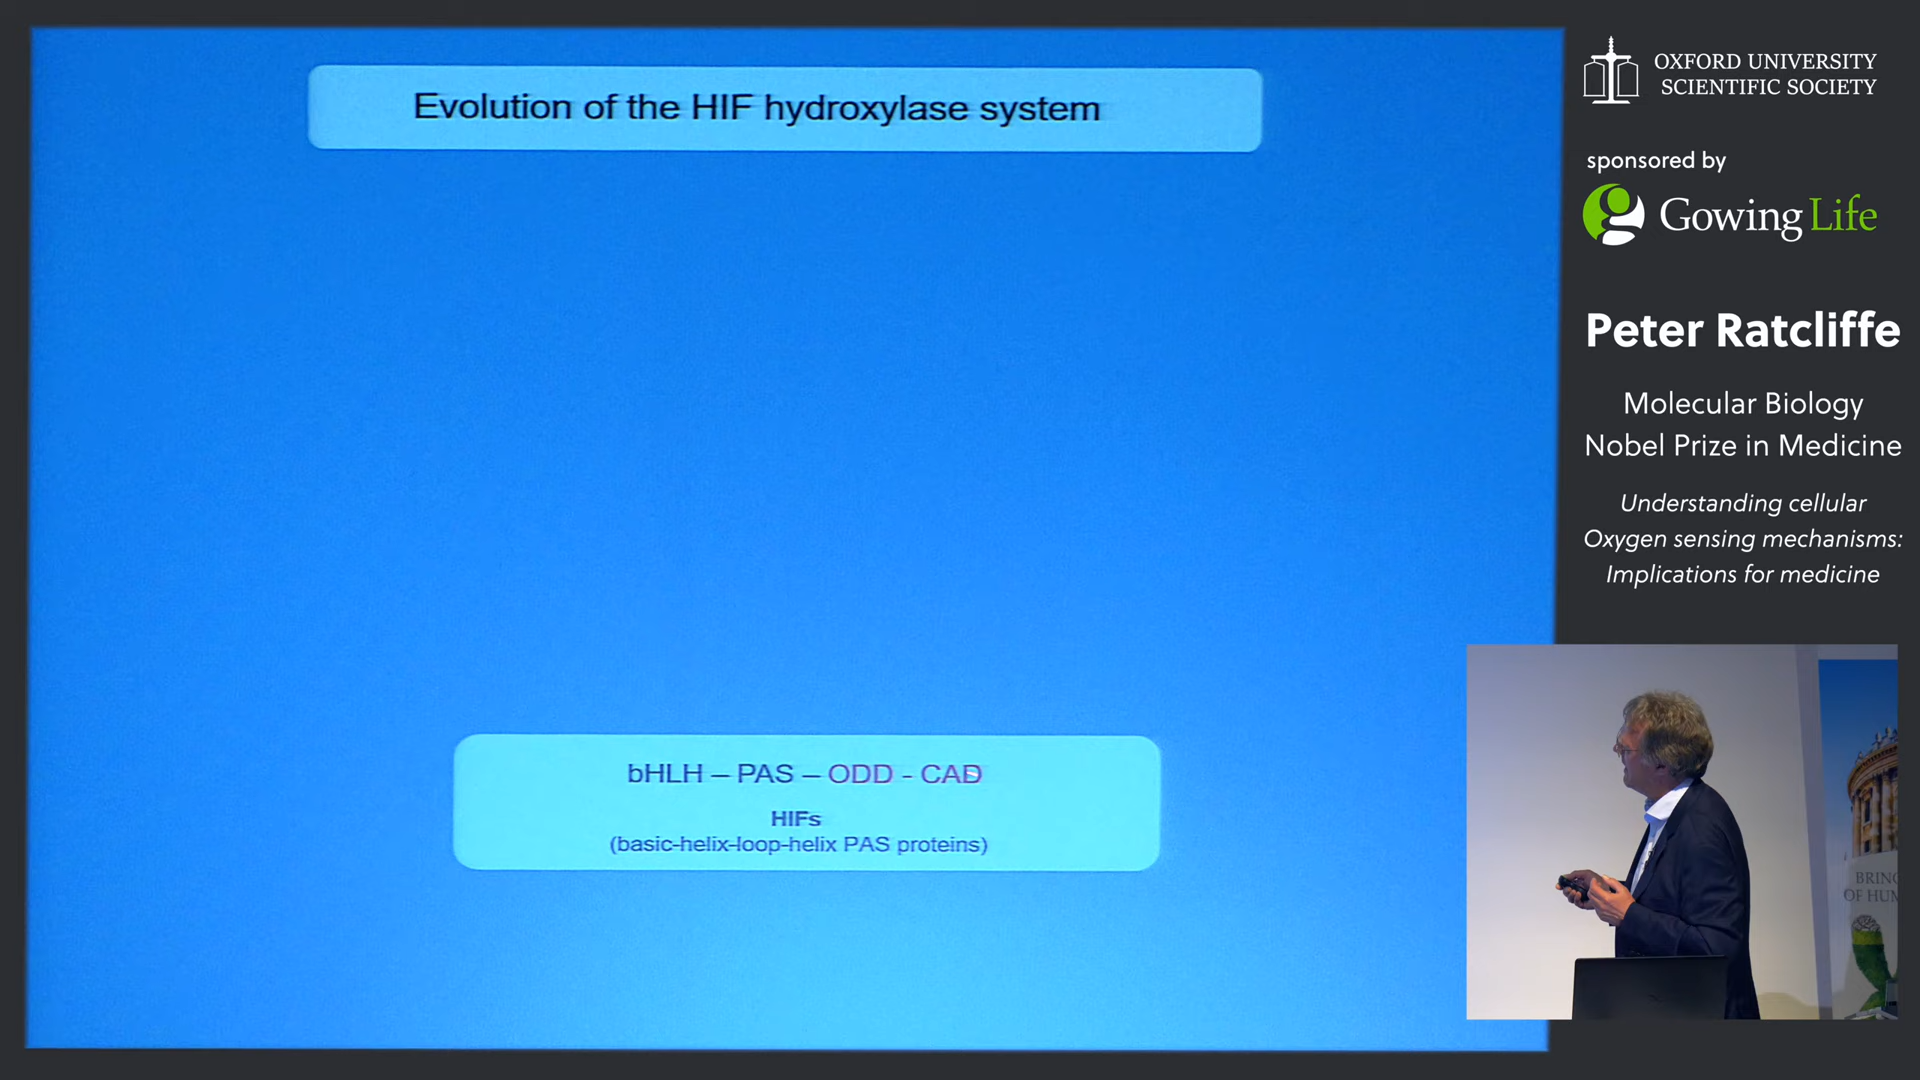 Evolution of the HIF hydroxylase system
bHLH – PAS – ODD - CAD
HIFs
(basic-helix-loop-helix PAS proteins)
OXFORD UNIVERSITY
SCIENTIFIC SOCIETY
sponsored by
Gowing Life
Peter Ratcliffe
Molecular Biology
Nobel Prize in Medicine
Understanding cellular
Oxygen sensing mechanisms:
Implications for medicine
OF